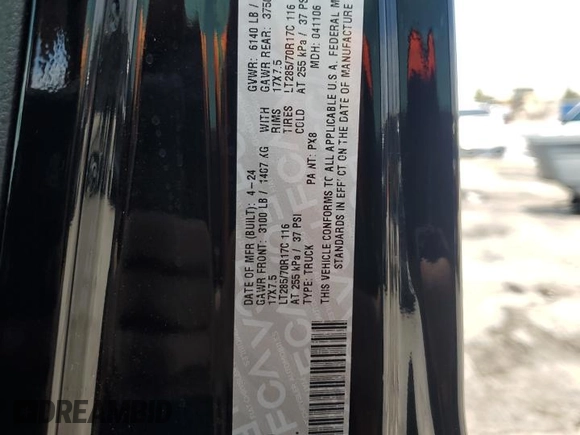 DATE OF MFR (BUILT): 4-24 GVWR: 6140 LB /
GAWR FRONT: 3100 LB / 1407 KG WITH GAWR REAR: 375
17X7.5 RIMS 17X7.5
LT285/70R17C 116 TIRES LT285/70R17C 116
AT 255 kPa / 37 PSI COLD AT 255 kPa / 37 PS
TYPE: TRUCK PAINT: PX8 MDH: 041106
THIS VEHICLE CONFORMS TO ALL APPLICABLE U.S.A. FEDERAL M
STANDARDS IN EFFECT ON THE DATE OF MANUFACTURE
FCA
DREAMBID